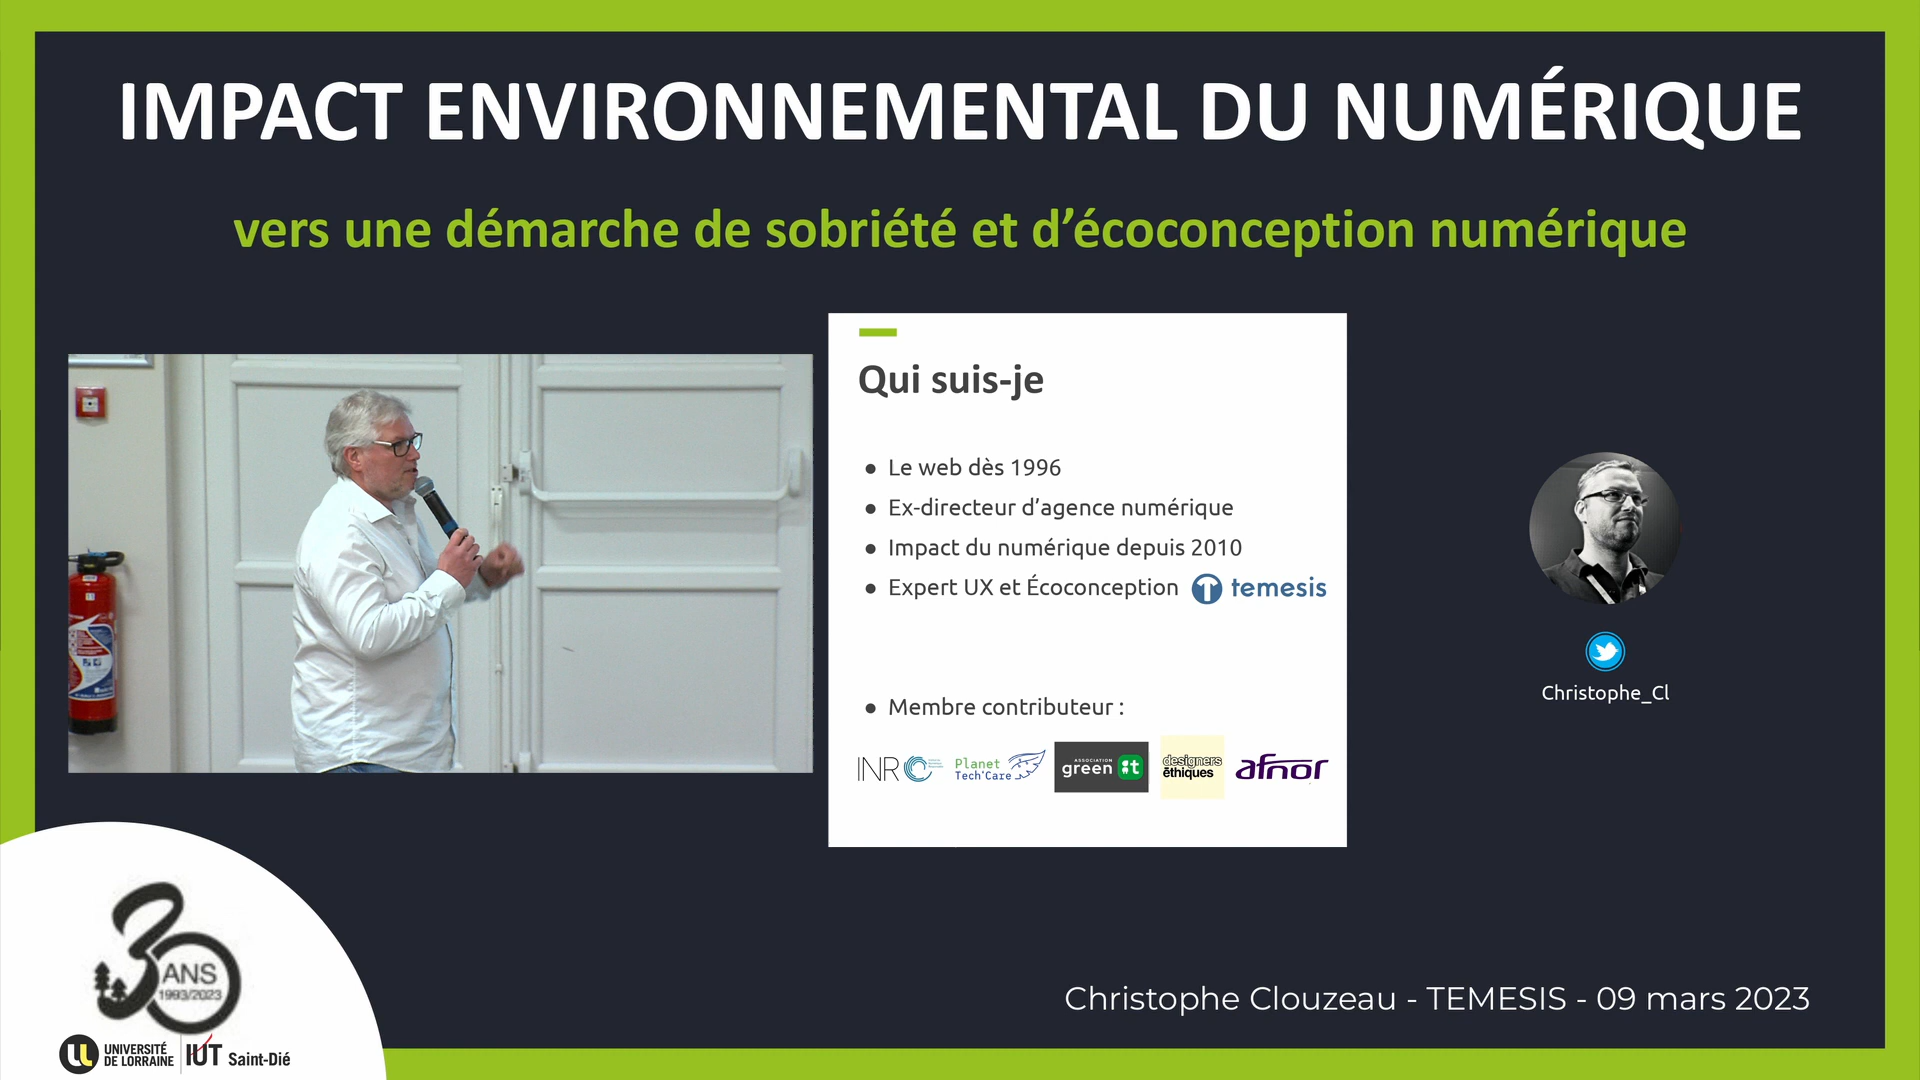 IMPACT ENVIRONNEMENTAL DU NUMÉRIQUE
vers une démarche de sobriété et d’écoconception numérique
Qui suis-je
● Le web dès 1996
● Ex-directeur d’agence numérique
● Impact du numérique depuis 2010
● Expert UX et Écoconception temesis
● Membre contributeur :
INR
Planet
Tech'Care
ASSOCIATION
green it
designers
éthiques
afnor
Christophe_Cl
30 ANS
1993/2023
UNIVERSITÉ
DE LORRAINE
IUT Saint-Dié
Christophe Clouzeau - TEMESIS - 09 mars 2023